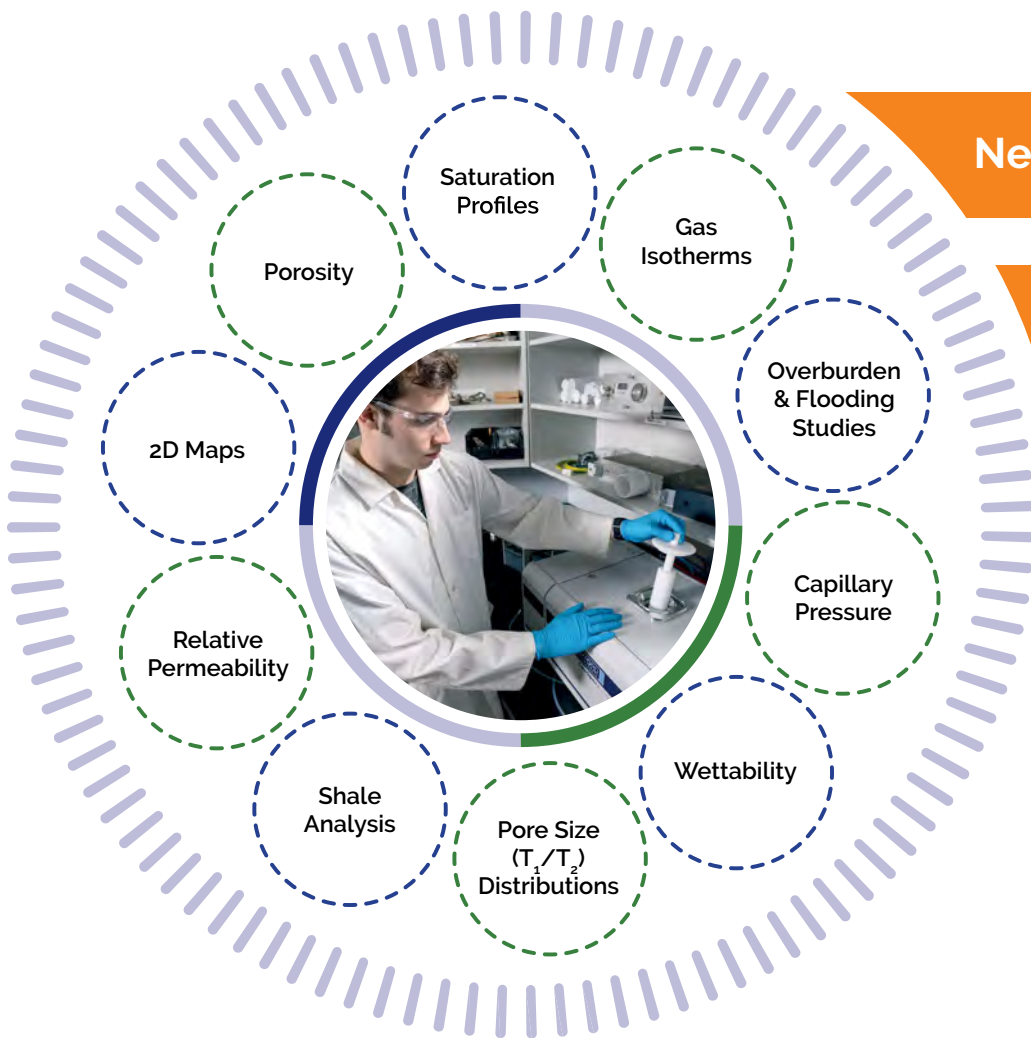 Saturation
Profiles
Gas
Isotherms
Ne
Porosity
Overburden
& Flooding
Studies
2D Maps
Capillary
Pressure
Relative
Permeability
Wettability
Shale
Analysis
Pore Size
(T₁/T₂)
Distributions